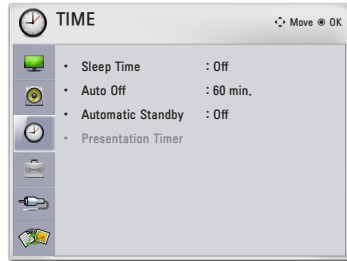 TIME
Move OK
• Sleep Time : Off
• Auto Off : 60 min.
• Automatic Standby : Off
• Presentation Timer